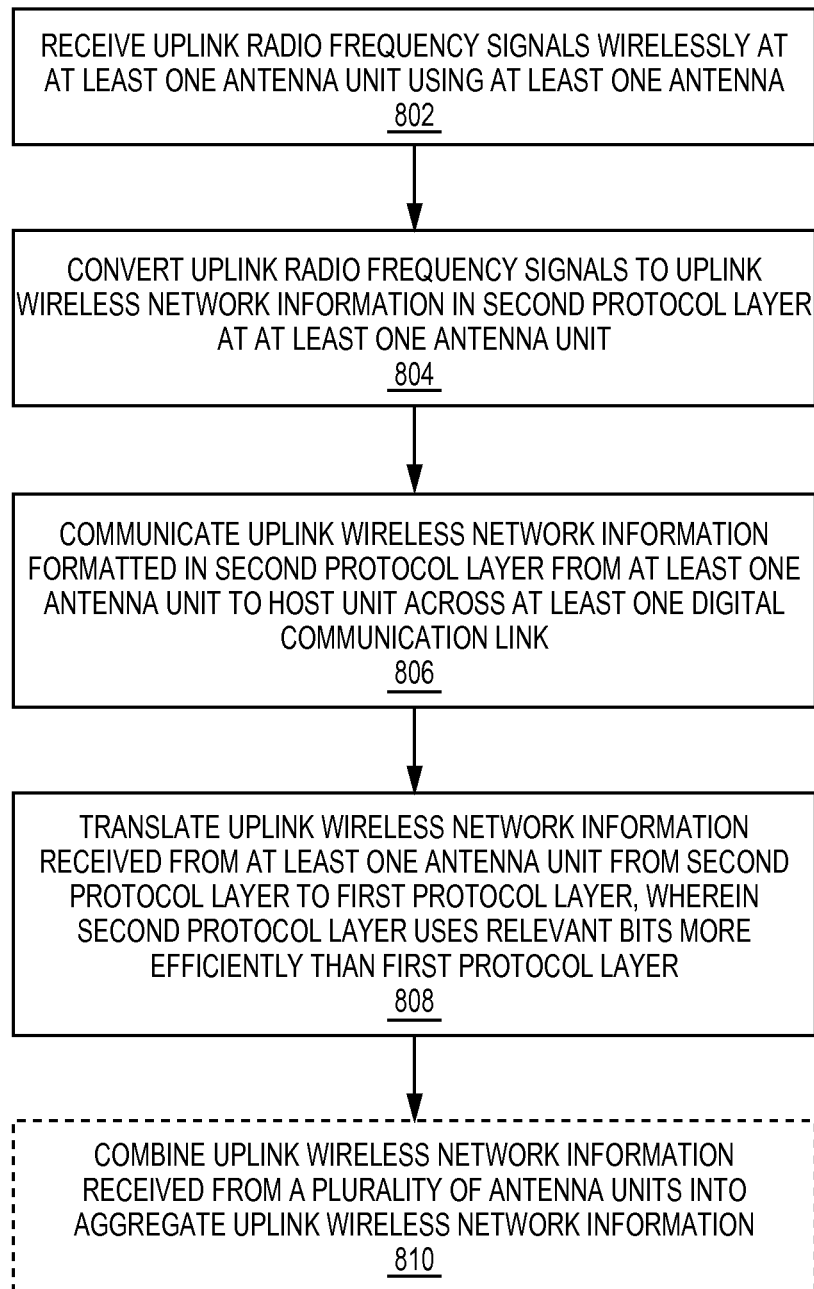 RECEIVE UPLINK RADIO FREQUENCY SIGNALS WIRELESSLY AT
AT LEAST ONE ANTENNA UNIT USING AT LEAST ONE ANTENNA
802
CONVERT UPLINK RADIO FREQUENCY SIGNALS TO UPLINK
WIRELESS NETWORK INFORMATION IN SECOND PROTOCOL LAYER
AT AT LEAST ONE ANTENNA UNIT
804
COMMUNICATE UPLINK WIRELESS NETWORK INFORMATION
FORMATTED IN SECOND PROTOCOL LAYER FROM AT LEAST ONE
ANTENNA UNIT TO HOST UNIT ACROSS AT LEAST ONE DIGITAL
COMMUNICATION LINK
806
TRANSLATE UPLINK WIRELESS NETWORK INFORMATION
RECEIVED FROM AT LEAST ONE ANTENNA UNIT FROM SECOND
PROTOCOL LAYER TO FIRST PROTOCOL LAYER, WHEREIN
SECOND PROTOCOL LAYER USES RELEVANT BITS MORE
EFFICIENTLY THAN FIRST PROTOCOL LAYER
808
COMBINE UPLINK WIRELESS NETWORK INFORMATION
RECEIVED FROM A PLURALITY OF ANTENNA UNITS INTO
AGGREGATE UPLINK WIRELESS NETWORK INFORMATION
810